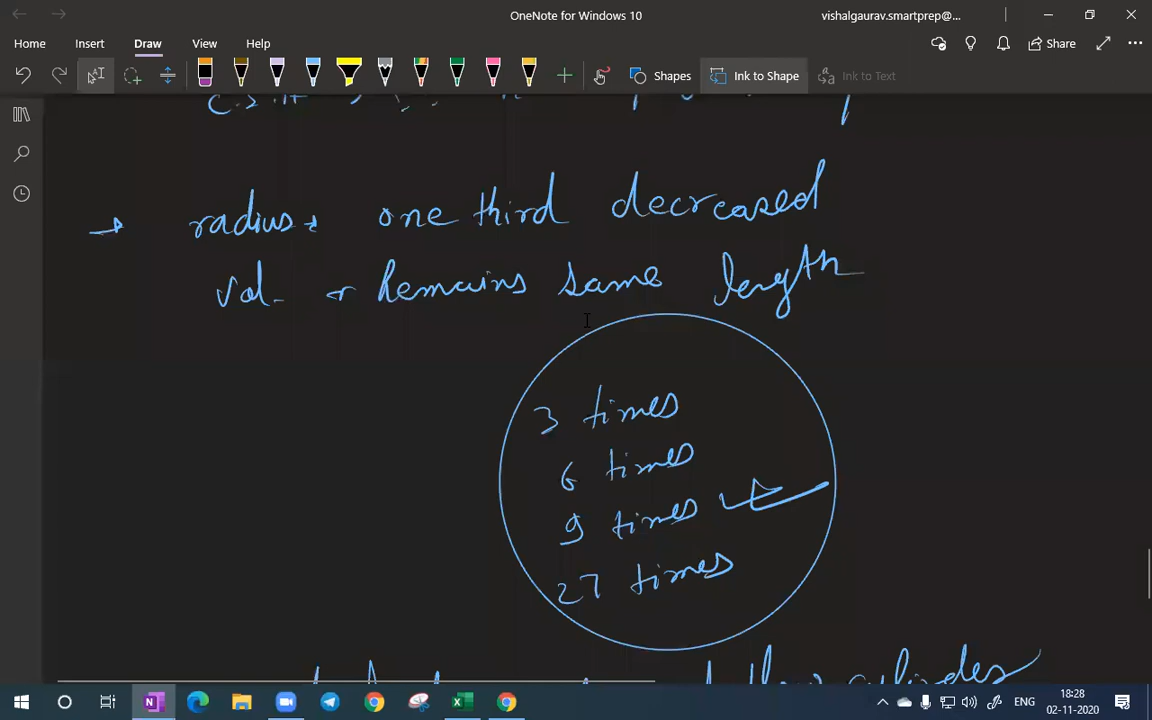 OneNote for Windows 10
vishalgaurav.smartprep@...
Home Insert Draw View Help
Share
Shapes
Ink to Shape
Ink to Text
→ radius → one third decreased
vol. → Remains same length
3 times
6 times
9 times
27 times
cylinder
ENG
18:28
02-11-2020